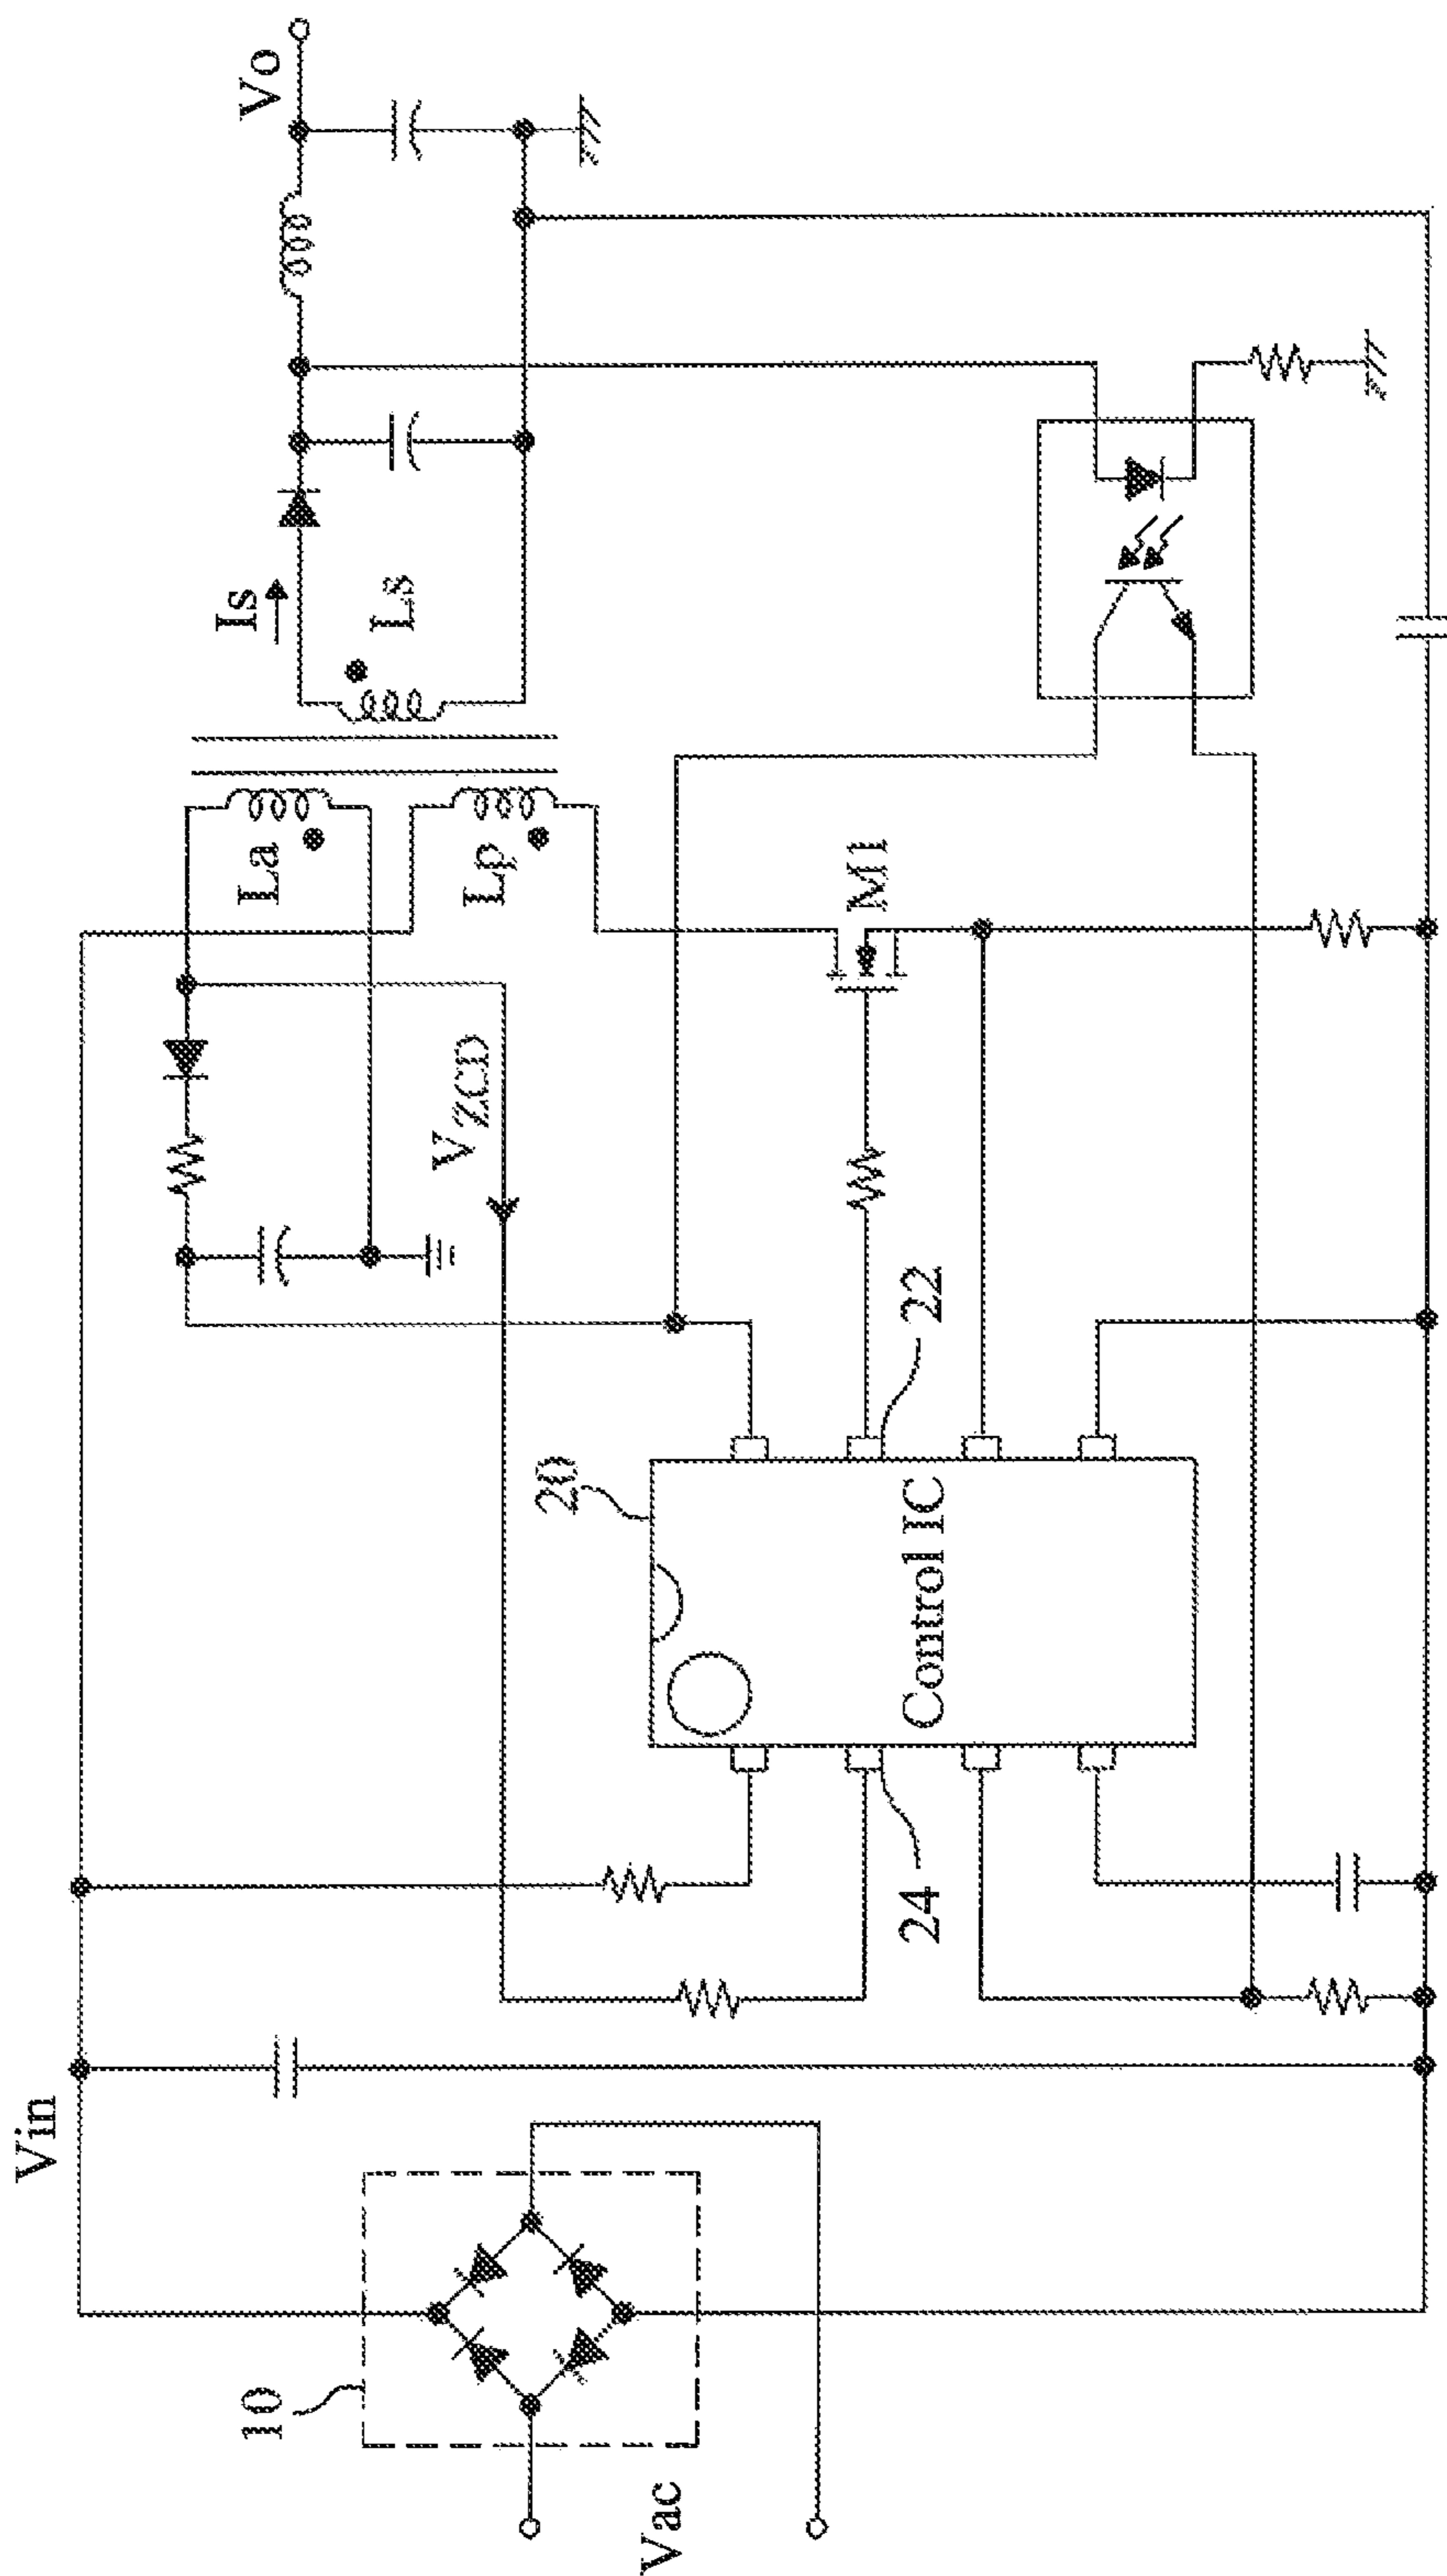 Vin
10
Vac
La
Lp
Is
Ls
Vo
VZCD
20
Control IC
22
24
M1